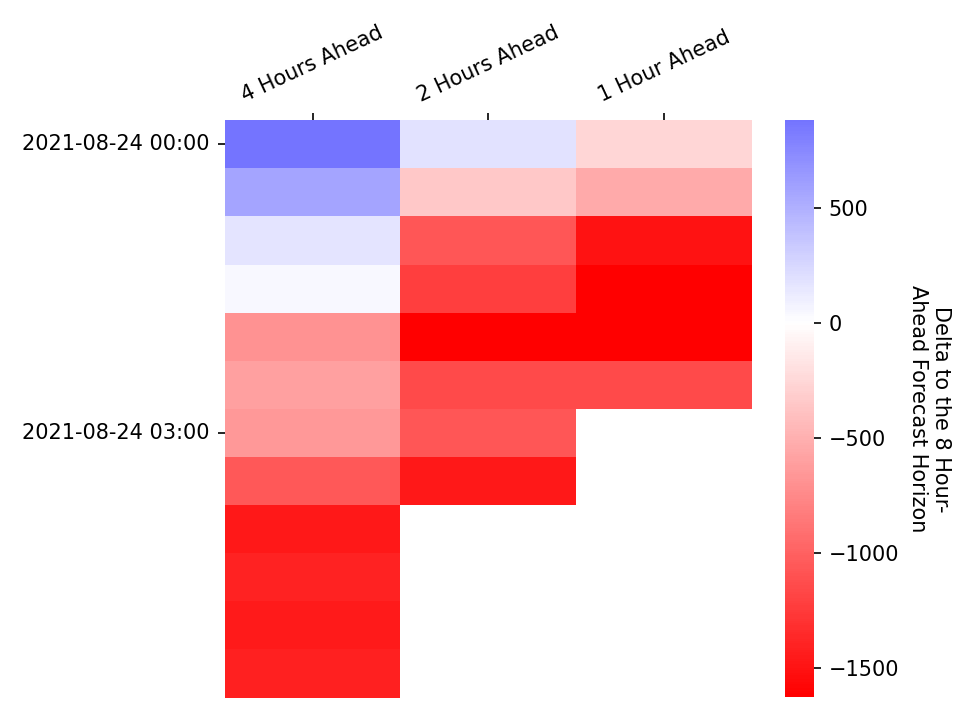 4 Hours Ahead
2 Hours Ahead
1 Hour Ahead
2021-08-24 00:00
2021-08-24 03:00
500
0
−500
−1000
−1500
Delta to the 8 Hour-
Ahead Forecast Horizon